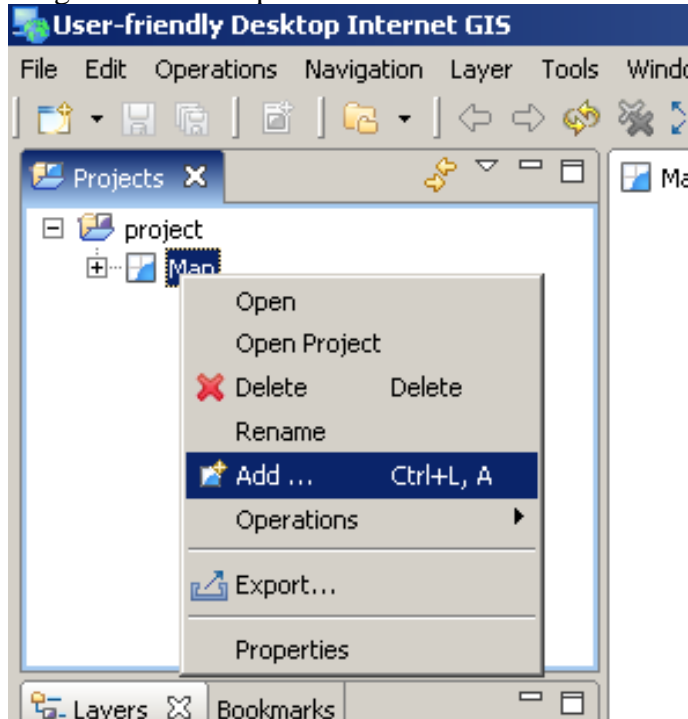 User-friendly Desktop Internet GIS
File Edit Operations Navigation Layer Tools
Projects
project
Map
Open
Open Project
Delete Delete
Rename
Add ... Ctrl+L, A
Operations
Export...
Properties
Layers Bookmarks